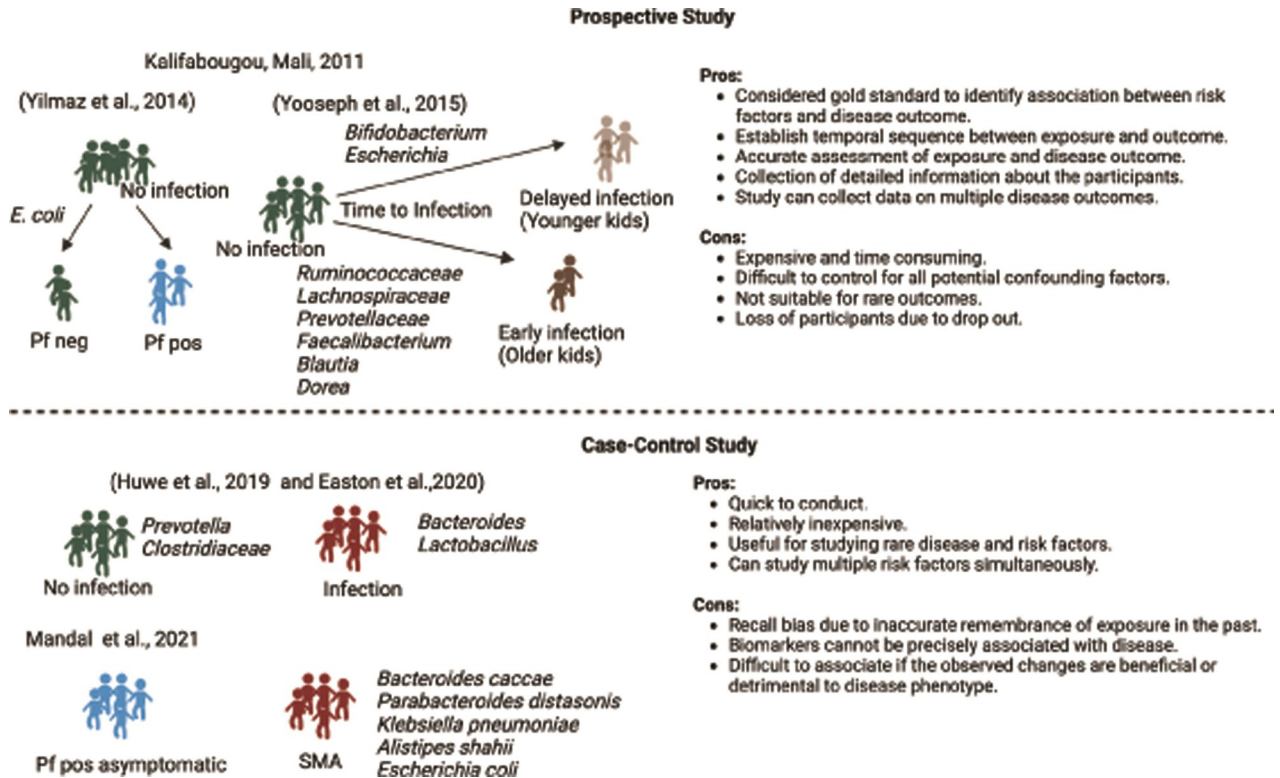 Prospective Study
Kalifabougou, Mali, 2011
(Yilmaz et al., 2014)
No infection
E. coli
Pf neg
Pf pos
(Yooseph et al., 2015)
Bifidobacterium
Escherichia
Time to Infection
No infection
Ruminococcaceae
Lachnospiraceae
Prevotellaceae
Faecalibacterium
Blautia
Dorea
Delayed infection
(Younger kids)
Early infection
(Older kids)
Pros:
• Considered gold standard to identify association between risk
factors and disease outcome.
• Establish temporal sequence between exposure and outcome.
• Accurate assessment of exposure and disease outcome.
• Collection of detailed information about the participants.
• Study can collect data on multiple disease outcomes.
Cons:
• Expensive and time consuming.
• Difficult to control for all potential confounding factors.
• Not suitable for rare outcomes.
• Loss of participants due to drop out.
Case-Control Study
(Huwe et al., 2019 and Easton et al.,2020)
Prevotella
Clostridiaceae
No infection
Bacteroides
Lactobacillus
Infection
Mandal et al., 2021
Pf pos asymptomatic
Bacteroides caccae
Parabacteroides distasonis
Klebsiella pneumoniae
Alistipes shahii
Escherichia coli
SMA
Pros:
• Quick to conduct.
• Relatively inexpensive.
• Useful for studying rare disease and risk factors.
• Can study multiple risk factors simultaneously.
Cons:
• Recall bias due to inaccurate remembrance of exposure in the past.
• Biomarkers cannot be precisely associated with disease.
• Difficult to associate if the observed changes are beneficial or
detrimental to disease phenotype.